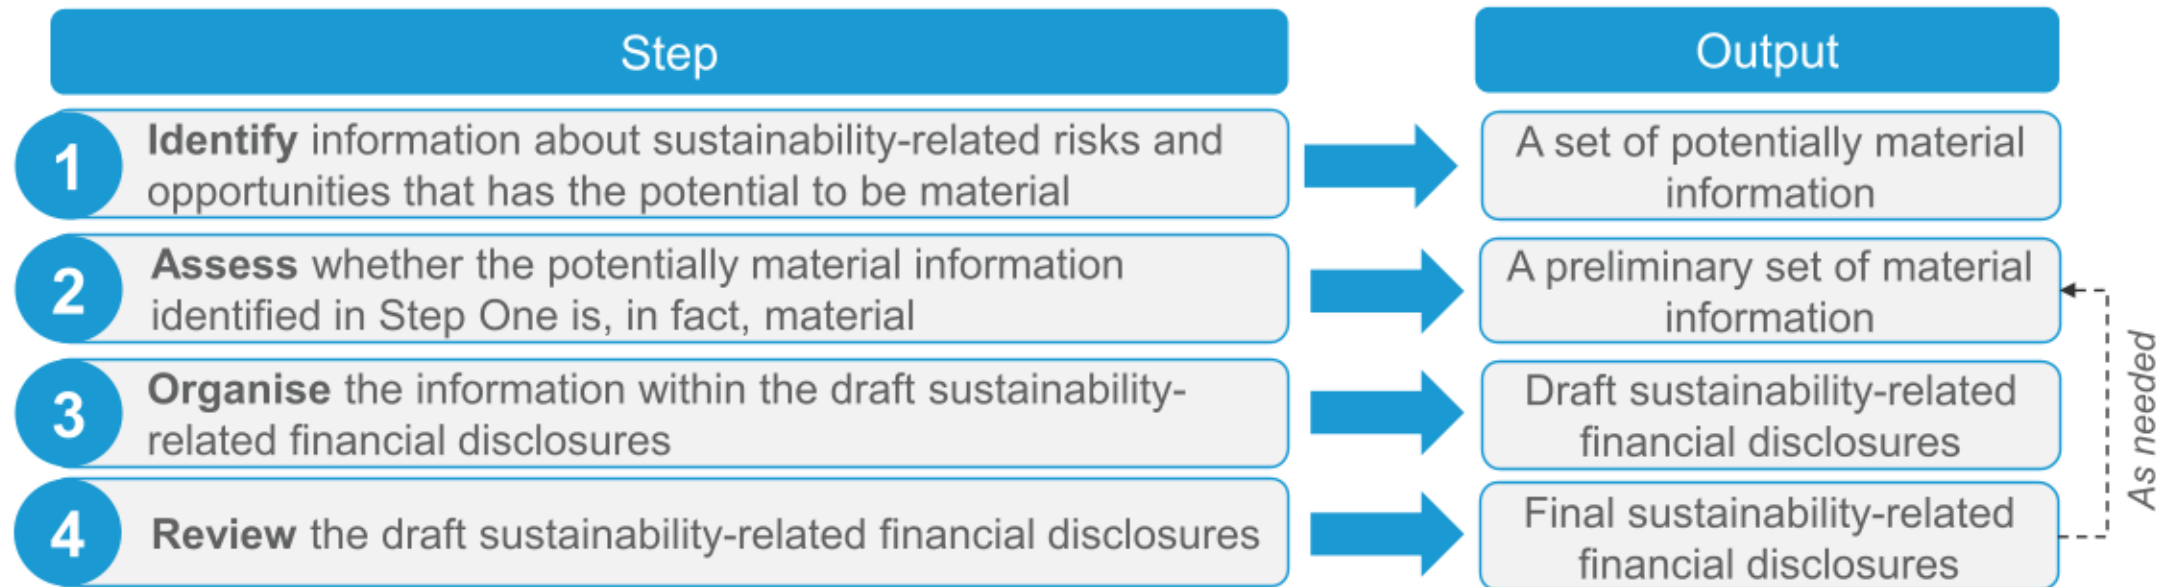 Step
Output
1
Identify information about sustainability-related risks and
opportunities that has the potential to be material
A set of potentially material
information
2
Assess whether the potentially material information
identified in Step One is, in fact, material
A preliminary set of material
information
3
Organise the information within the draft sustainability-
related financial disclosures
Draft sustainability-related
financial disclosures
4
Review the draft sustainability-related financial disclosures
Final sustainability-related
financial disclosures
As needed